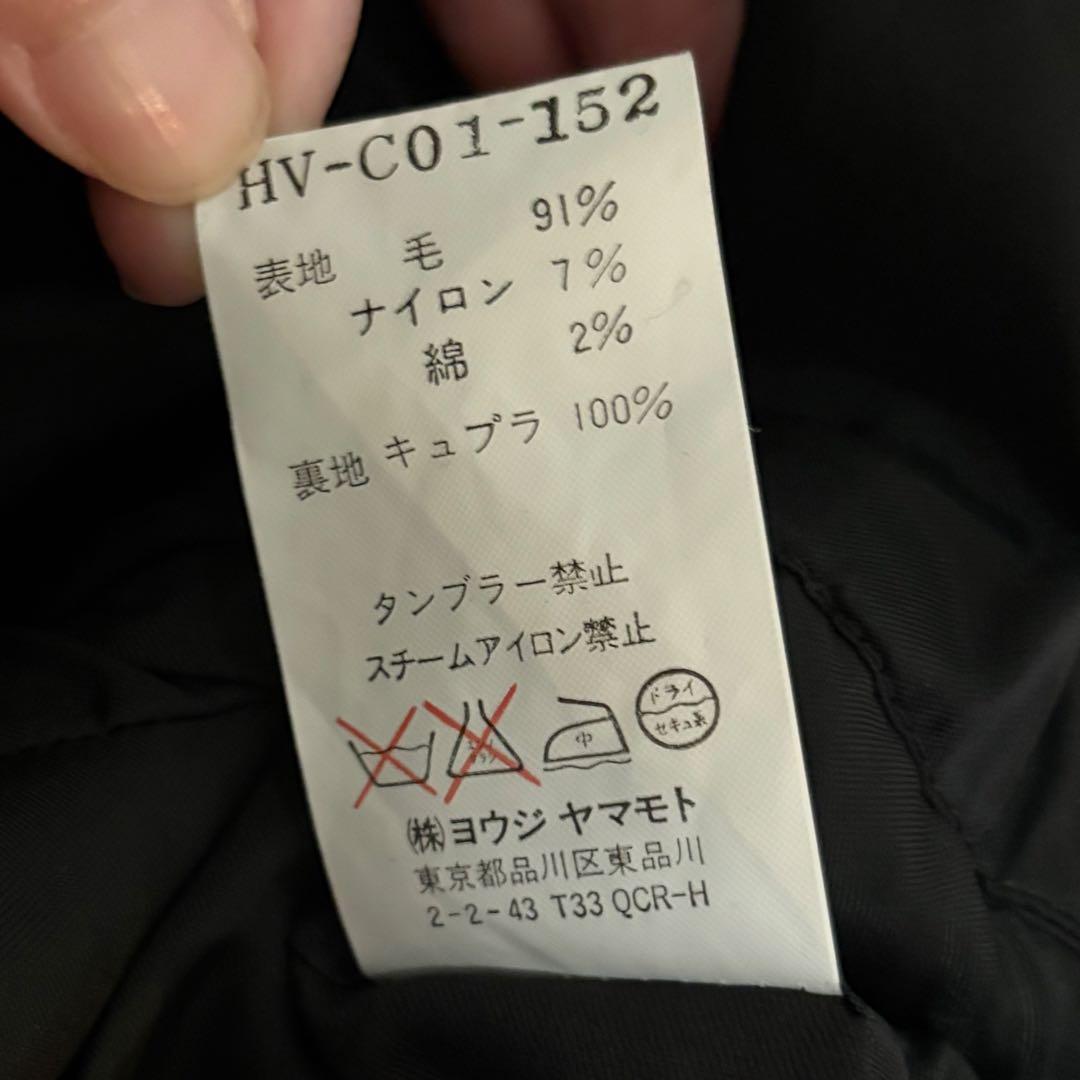 HV-C01-152
表地 毛 91%
ナイロン 7%
綿 2%
裏地 キュプラ 100%
タンブラー禁止
スチームアイロン禁止
中
ドライ
セキユ系
(株)ヨウジ ヤマモト
東京都品川区東品川
2-2-43 T33 QCR-H